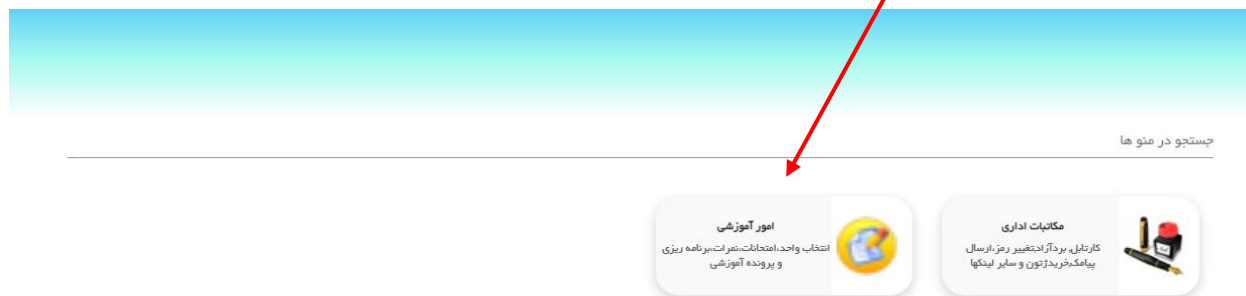 جستجو در منو ها
مکاتبات اداری
کارتابل، بردآزاد،تغییر رمز،ارسال
پیامک،خریدژتون و سایر لینکها
امور آموزشی
انتخاب واحد،امتحانات،نمرات،برنامه ریزی
و پرونده آموزشی